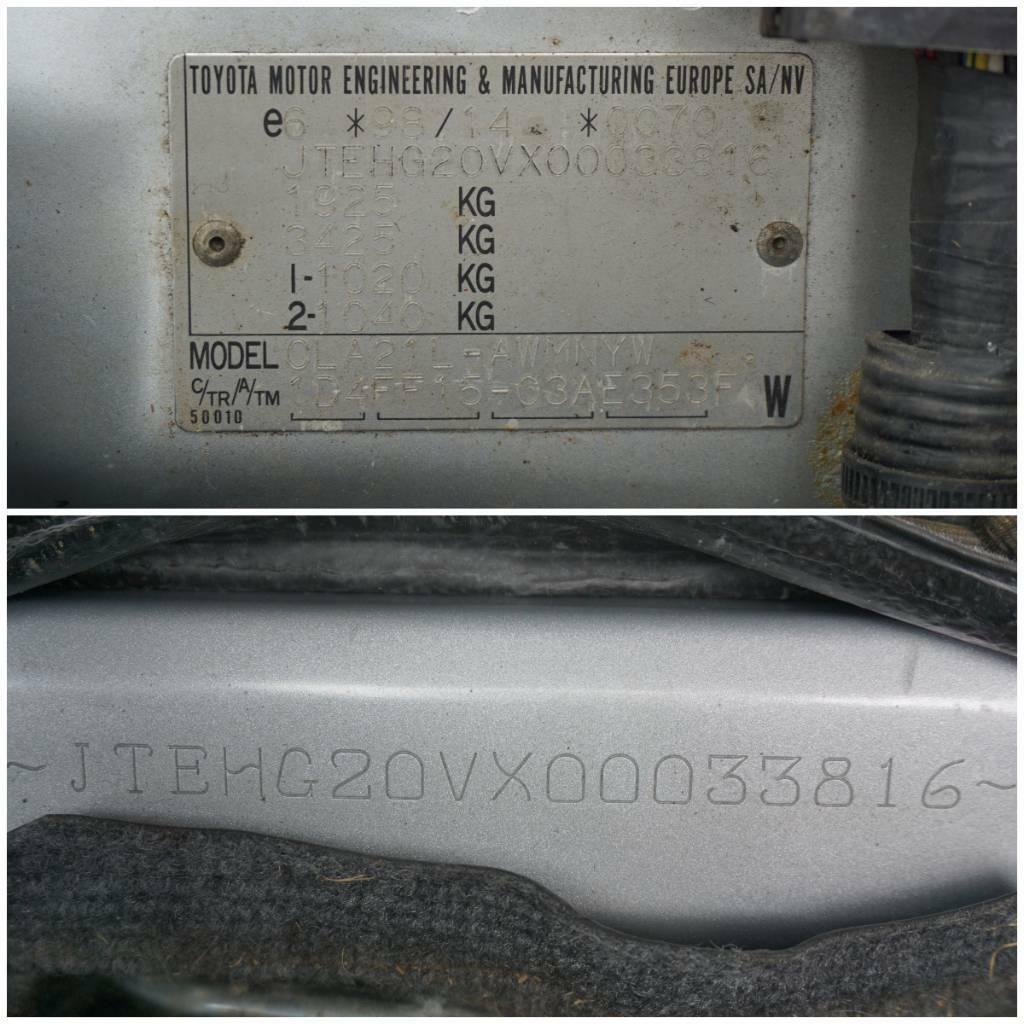 TOYOTA MOTOR ENGINEERING & MANUFACTURING EUROPE SA/NV
e6 *98/14 *0070
JTEHG20VX00033816
1925 KG
3425 KG
1-1020 KG
2-1040 KG
MODEL CLA21L-AWMNYW
C/TR/A/TM 1D4 FF15-G3A E353F W
50010
~JTEHG20VX00033816~